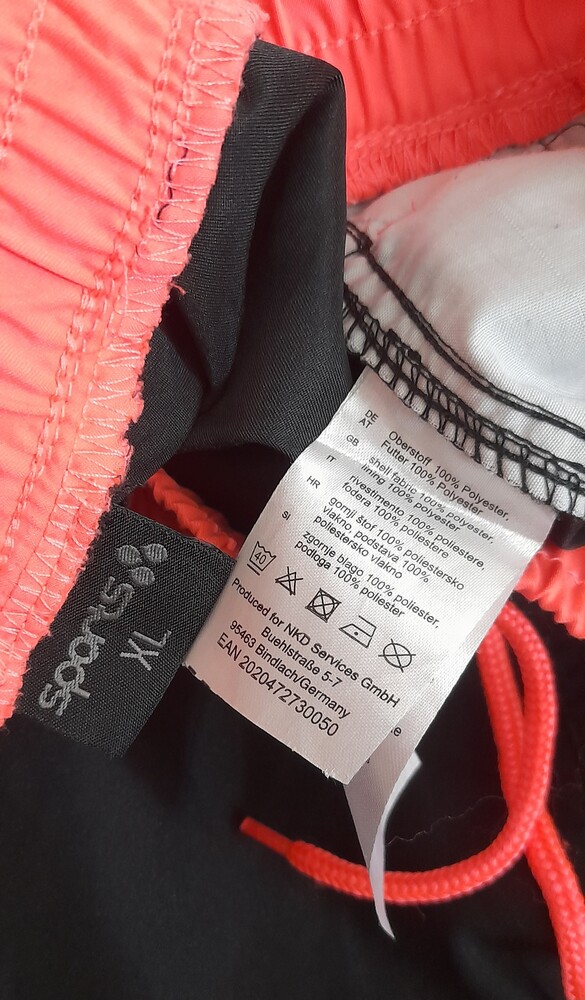 DE
AT
Oberstoff 100% Polyester,
Futter 100% Polyester
GB
shell fabric 100% polyester,
lining 100% polyester
IT
rivestimento 100% poliestere,
fodera 100% poliestere
HR
gornji štof 100% poliestersko
vlakno podstava 100%
poliestersko vlakno
SI
zgornje blago 100% poliester,
podloga 100% poliester
40
Produced for NKD Services GmbH
Buehlstraße 5-7
95463 Bindlach/Germany
EAN 2020472730050
sports
XL
e